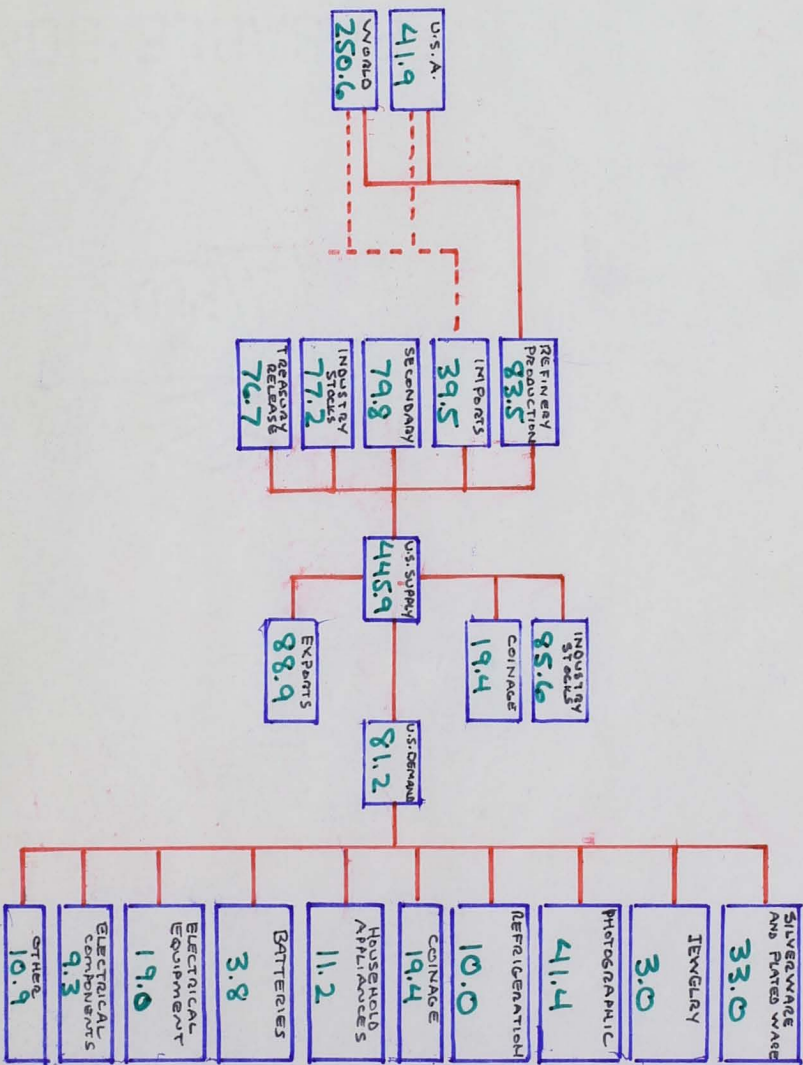 U.S.A.
41.9
WORLD
250.6
REFINERY
PRODUCTION
83.5
IMPORTS
39.5
SECONDARY
79.8
INDUSTRY
STOCKS
77.2
TREASURY
RELEASE
76.7
U.S. SUPPLY
445.9
INDUSTRY
STOCKS
85.6
COINAGE
19.4
EXPORTS
88.9
U.S. DEMAND
81.2
SILVERWARE
AND PLATED WARE
33.0
JEWELRY
3.0
PHOTOGRAPHIC
41.4
REFRIGERATION
10.0
COINAGE
19.4
HOUSEHOLD
APPLIANCES
11.2
BATTERIES
3.8
ELECTRICAL
EQUIPMENT
19.0
ELECTRICAL
COMPONENTS
9.3
OTHER
10.9